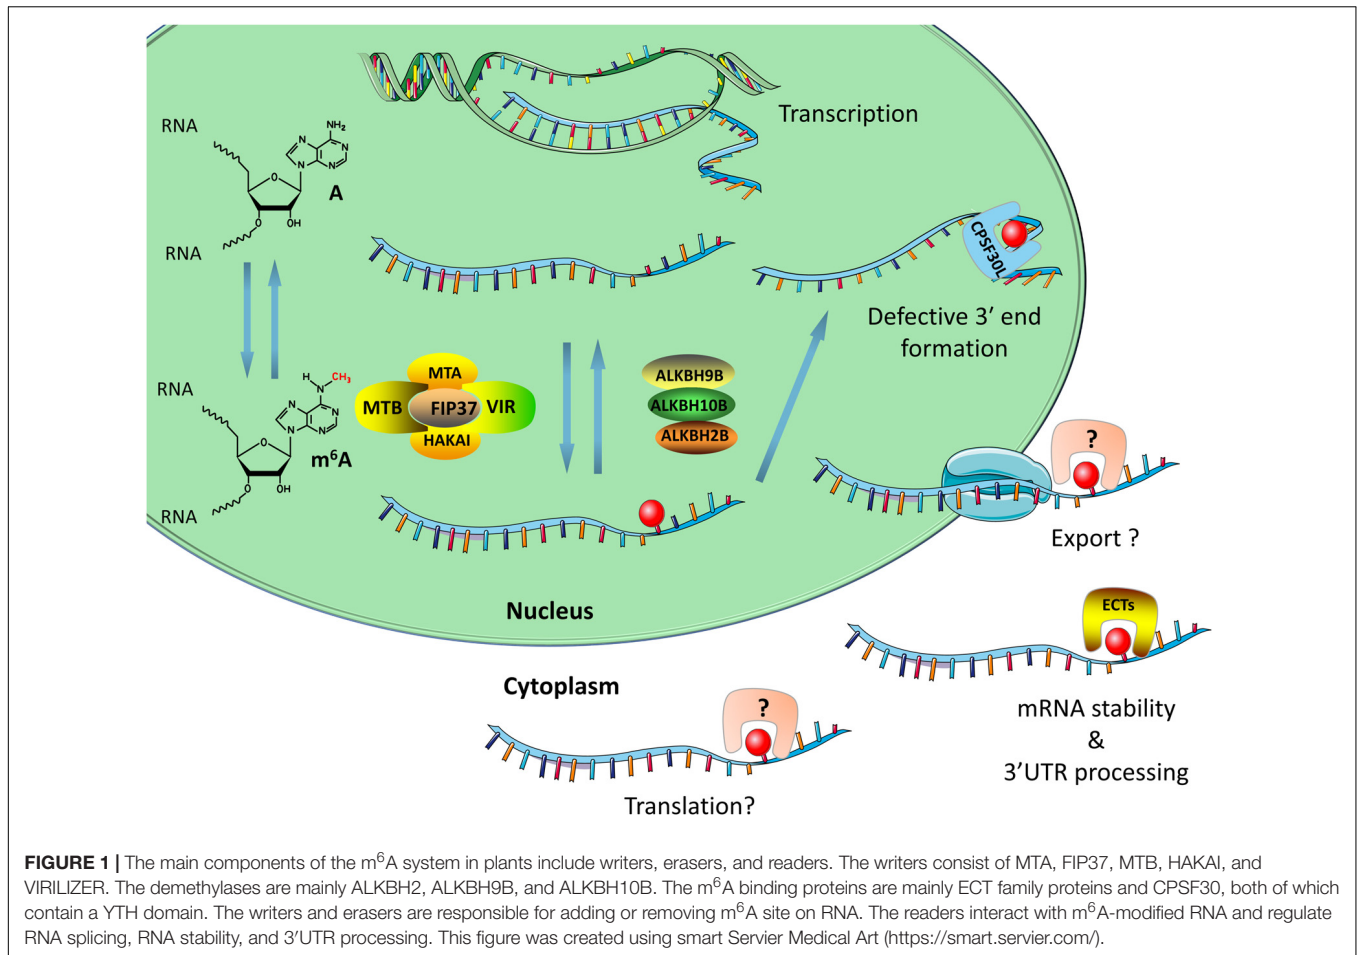 Transcription
RNA
NH₂
N
N
N
N
O
A
O
OH
RNA
CPSF30L
Defective 3′ end
formation
RNA
H
N
CH₃
N
N
N
N
O
m⁶A
O
OH
RNA
MTA
MTB
FIP37
VIR
HAKAI
ALKBH9B
ALKBH10B
ALKBH2B
?
Export ?
Nucleus
ECTs
Cytoplasm
mRNA stability
&
3′UTR processing
?
Translation?
FIGURE 1 | The main components of the m⁶A system in plants include writers, erasers, and readers. The writers consist of MTA, FIP37, MTB, HAKAI, and
VIRILIZER. The demethylases are mainly ALKBH2, ALKBH9B, and ALKBH10B. The m⁶A binding proteins are mainly ECT family proteins and CPSF30, both of which
contain a YTH domain. The writers and erasers are responsible for adding or removing m⁶A site on RNA. The readers interact with m⁶A-modified RNA and regulate
RNA splicing, RNA stability, and 3′UTR processing. This figure was created using smart Servier Medical Art (https://smart.servier.com/).